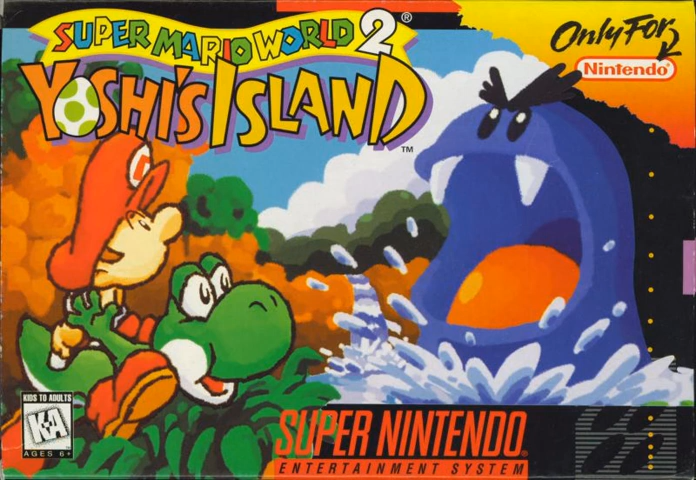 SUPER MARIO WORLD 2®
YOSHI'S ISLAND
TM
Only For
Nintendo®
KIDS TO ADULTS
KA
AGES 6+
SUPER NINTENDO®
ENTERTAINMENT SYSTEM